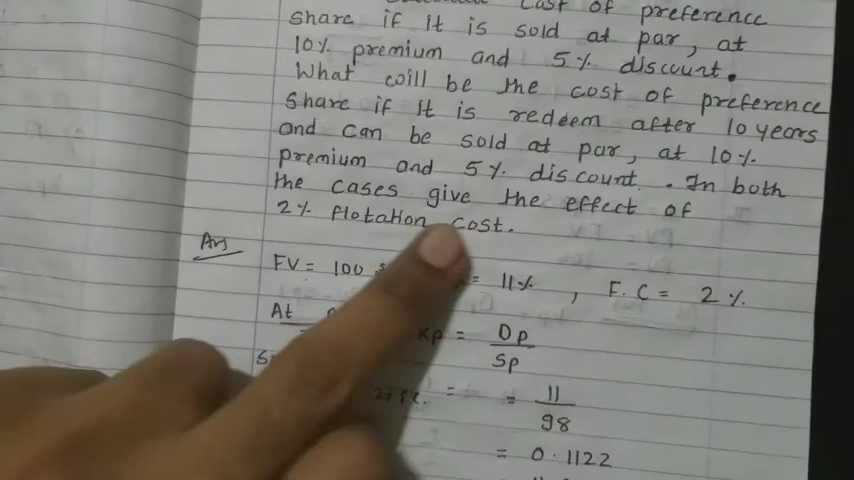 Cost of preference
share if it is sold at par, at
10% premium and 5% discount.
What will be the cost of preference
share if it is redeem after 10 years
and can be sold at par, at 10%.
premium and 5% discount. In both
the cases give the effect of
2% flotation cost.
Ans
FV = 100 = 11% , F.C = 2%
At Kp = Dp / Sp
= 11 / 98
= 0.1122